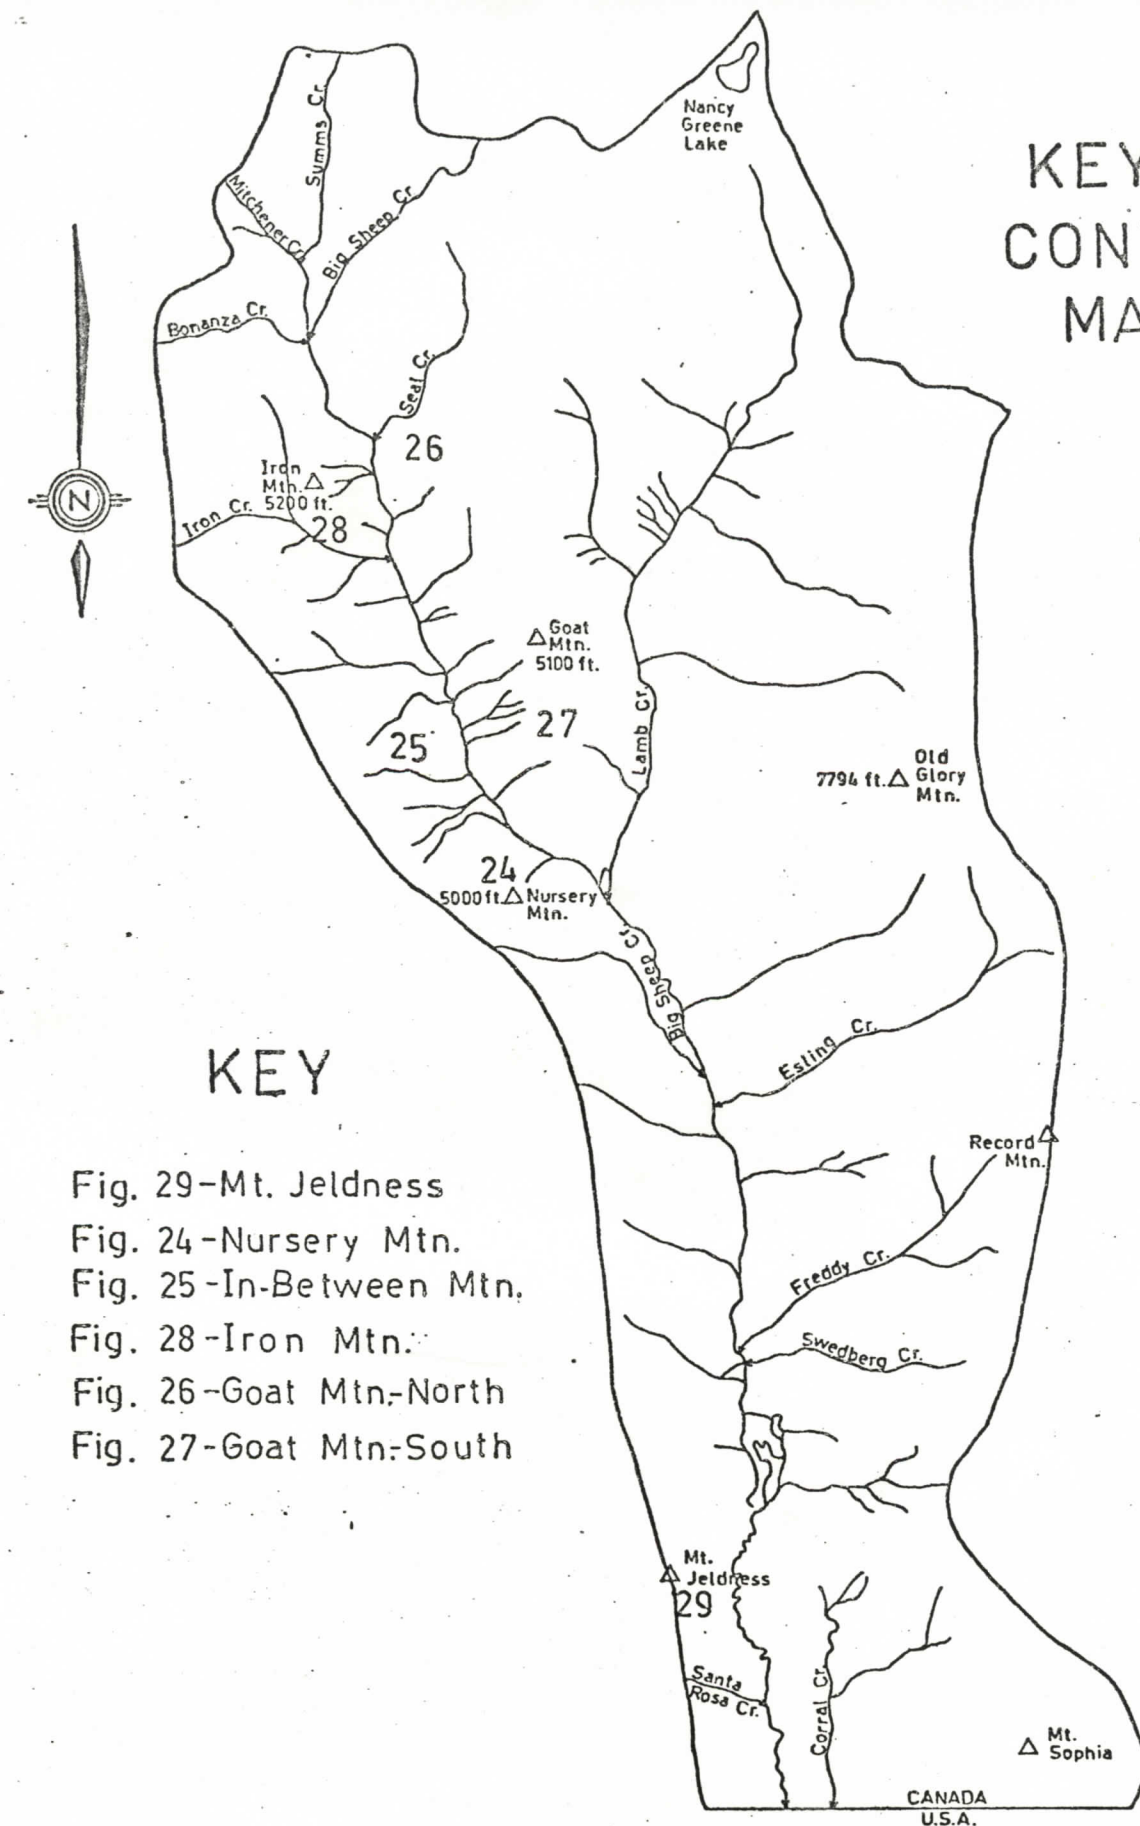 KEY
CON
MA
Nancy
Greene
Lake
Summs Cr.
Mitchener Cr.
Big Sheep Cr
Bonanza Cr.
Seal Cr.
26
Iron
Mtn.
5200 ft.
Iron Cr.
28
N
Goat
Mtn.
5100 ft.
Lamb Cr.
27
25
Old
Glory
Mtn.
7794 ft.
24
5000 ft.
Nursery
Mtn.
Big Sheep Cr
Esling Cr.
Record
Mtn.
Freddy Cr.
Swedberg Cr.
KEY
Fig. 29-Mt. Jeldness
Fig. 24-Nursery Mtn.
Fig. 25-In-Between Mtn.
Fig. 28-Iron Mtn.
Fig. 26-Goat Mtn.-North
Fig. 27-Goat Mtn.-South
Mt.
Jeldness
29
Santa
Rosa Cr.
Corral Cr.
Mt.
Sophia
CANADA
U.S.A.